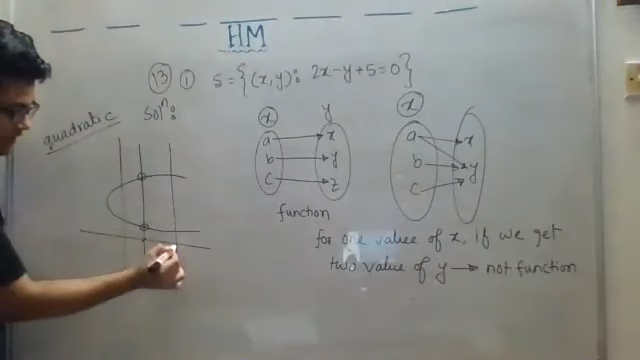 HM
(13) ① S = {(x, y): 2x - y + 5 = 0}
quadratic
Solⁿ:
x y x
a x a x
b y b y
c z c
function
for one value of x, if we get
two value of y → not function